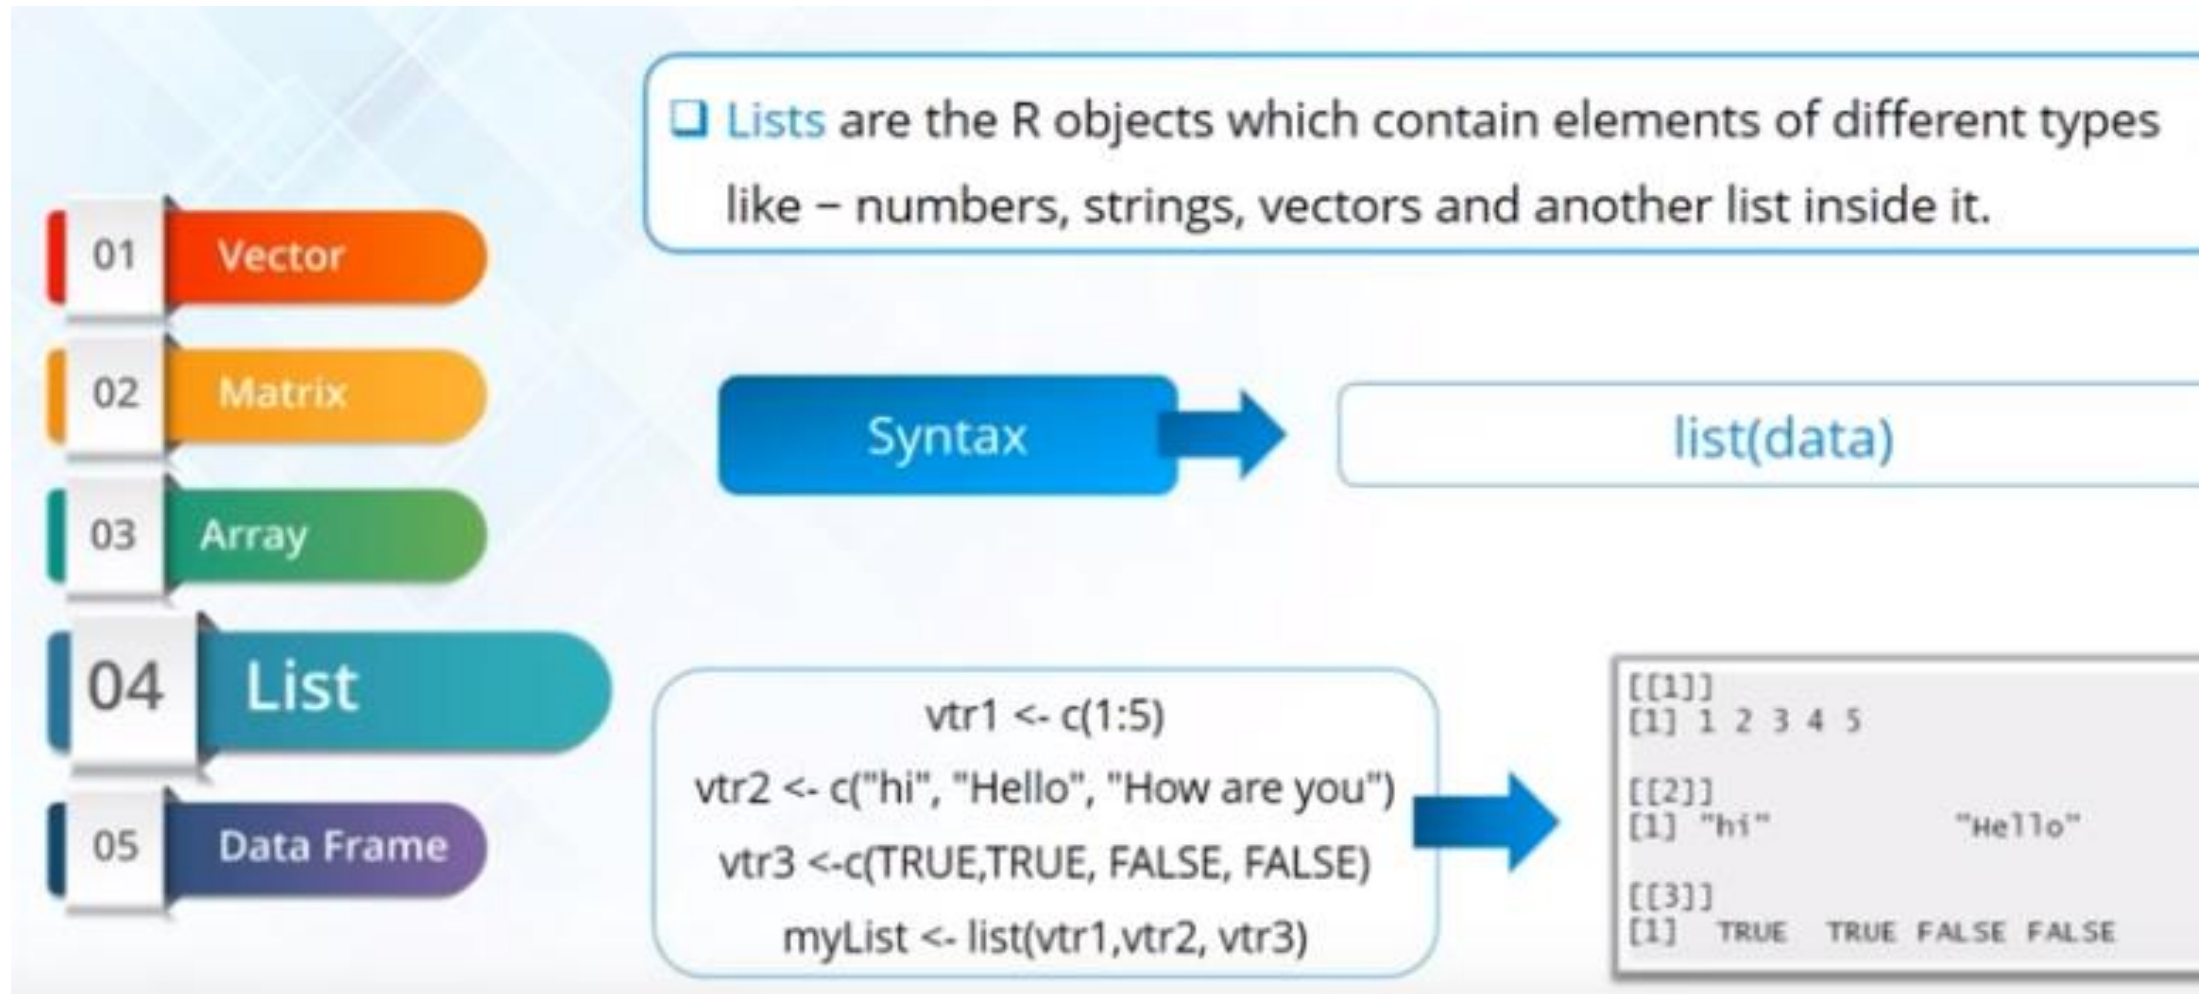 ❑ Lists are the R objects which contain elements of different types
like – numbers, strings, vectors and another list inside it.
01 Vector
02 Matrix
03 Array
04 List
05 Data Frame
Syntax
list(data)
vtr1 <- c(1:5)
vtr2 <- c("hi", "Hello", "How are you")
vtr3 <-c(TRUE,TRUE, FALSE, FALSE)
myList <- list(vtr1,vtr2, vtr3)
[[1]]
[1] 1 2 3 4 5
[[2]]
[1] "hi" "Hello"
[[3]]
[1] TRUE TRUE FALSE FALSE